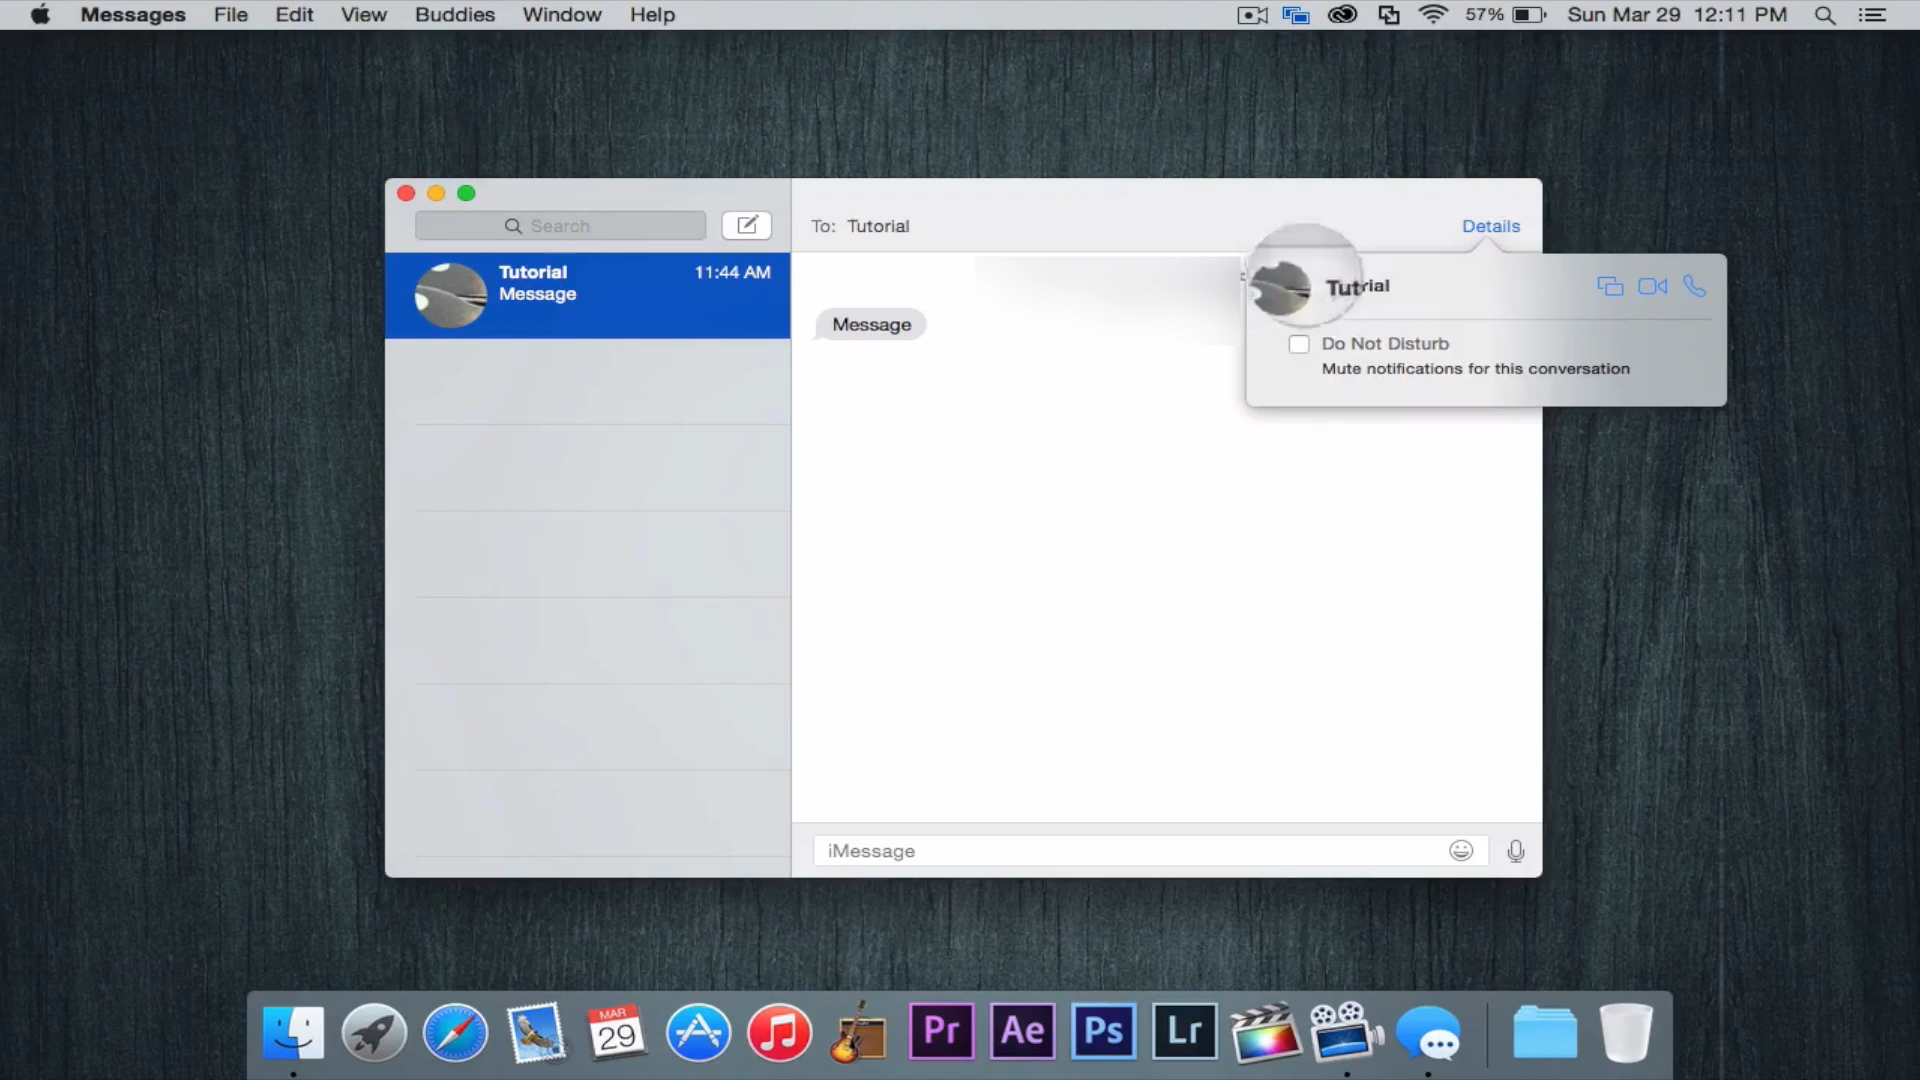 Messages File Edit View Buddies Window Help 57% Sun Mar 29 12:11 PM
Search
To: Tutorial
Details
Tutorial 11:44 AM
Message
Message
Tutorial
Do Not Disturb
Mute notifications for this conversation
iMessage
MAR
29
Pr Ae Ps Lr